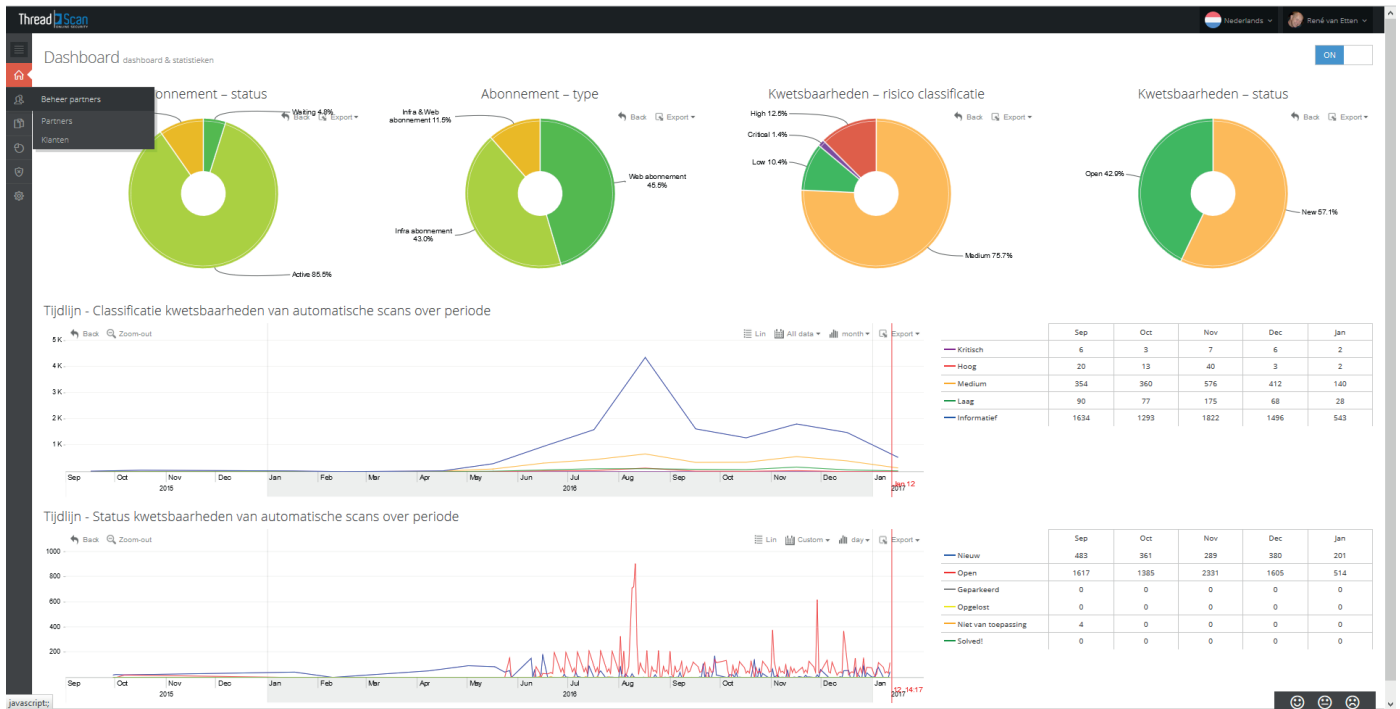 ThreadScan
Nederlands
René van Etten
Dashboard dashboard & statistieken
ON
Beheer partners
Partners
Klanten
onnement – status
Waiting 4.8%
Back Export
Active 85.5%
Abonnement – type
Infra & Web
abonnement 11.5%
Back Export
Web abonnement
45.5%
Infra abonnement
43.0%
Kwetsbaarheden – risico classificatie
High 12.5%
Back Export
Critical 1.4%
Low 10.4%
Medium 75.7%
Kwetsbaarheden – status
Back Export
Open 42.9%
New 57.1%
Tijdlijn - Classificatie kwetsbaarheden van automatische scans over periode
Back Zoom-out
Lin All data month Export
5 K
4 K
3 K
2 K
1 K
Sep Oct Nov Dec Jan Feb Mar Apr May Jun Jul Aug Sep Oct Nov Dec Jan
2015 2016 2017
Jan 12
Sep Oct Nov Dec Jan
Kritisch 6 3 7 6 2
Hoog 20 13 40 3 2
Medium 354 360 576 412 140
Laag 90 77 175 68 28
Informatief 1634 1293 1822 1496 543
Tijdlijn - Status kwetsbaarheden van automatische scans over periode
Back Zoom-out
Lin Custom day Export
1000
800
600
400
200
Sep Oct Nov Dec Jan Feb Mar Apr May Jun Jul Aug Sep Oct Nov Dec Jan
2015 2016 2017
12, 14:17
Sep Oct Nov Dec Jan
Nieuw 483 361 289 380 201
Open 1617 1385 2331 1605 514
Geparkeerd 0 0 0 0 0
Opgelost 0 0 0 0 0
Niet van toepassing 4 0 0 0 0
Solved! 0 0 0 0 0
javascript:;